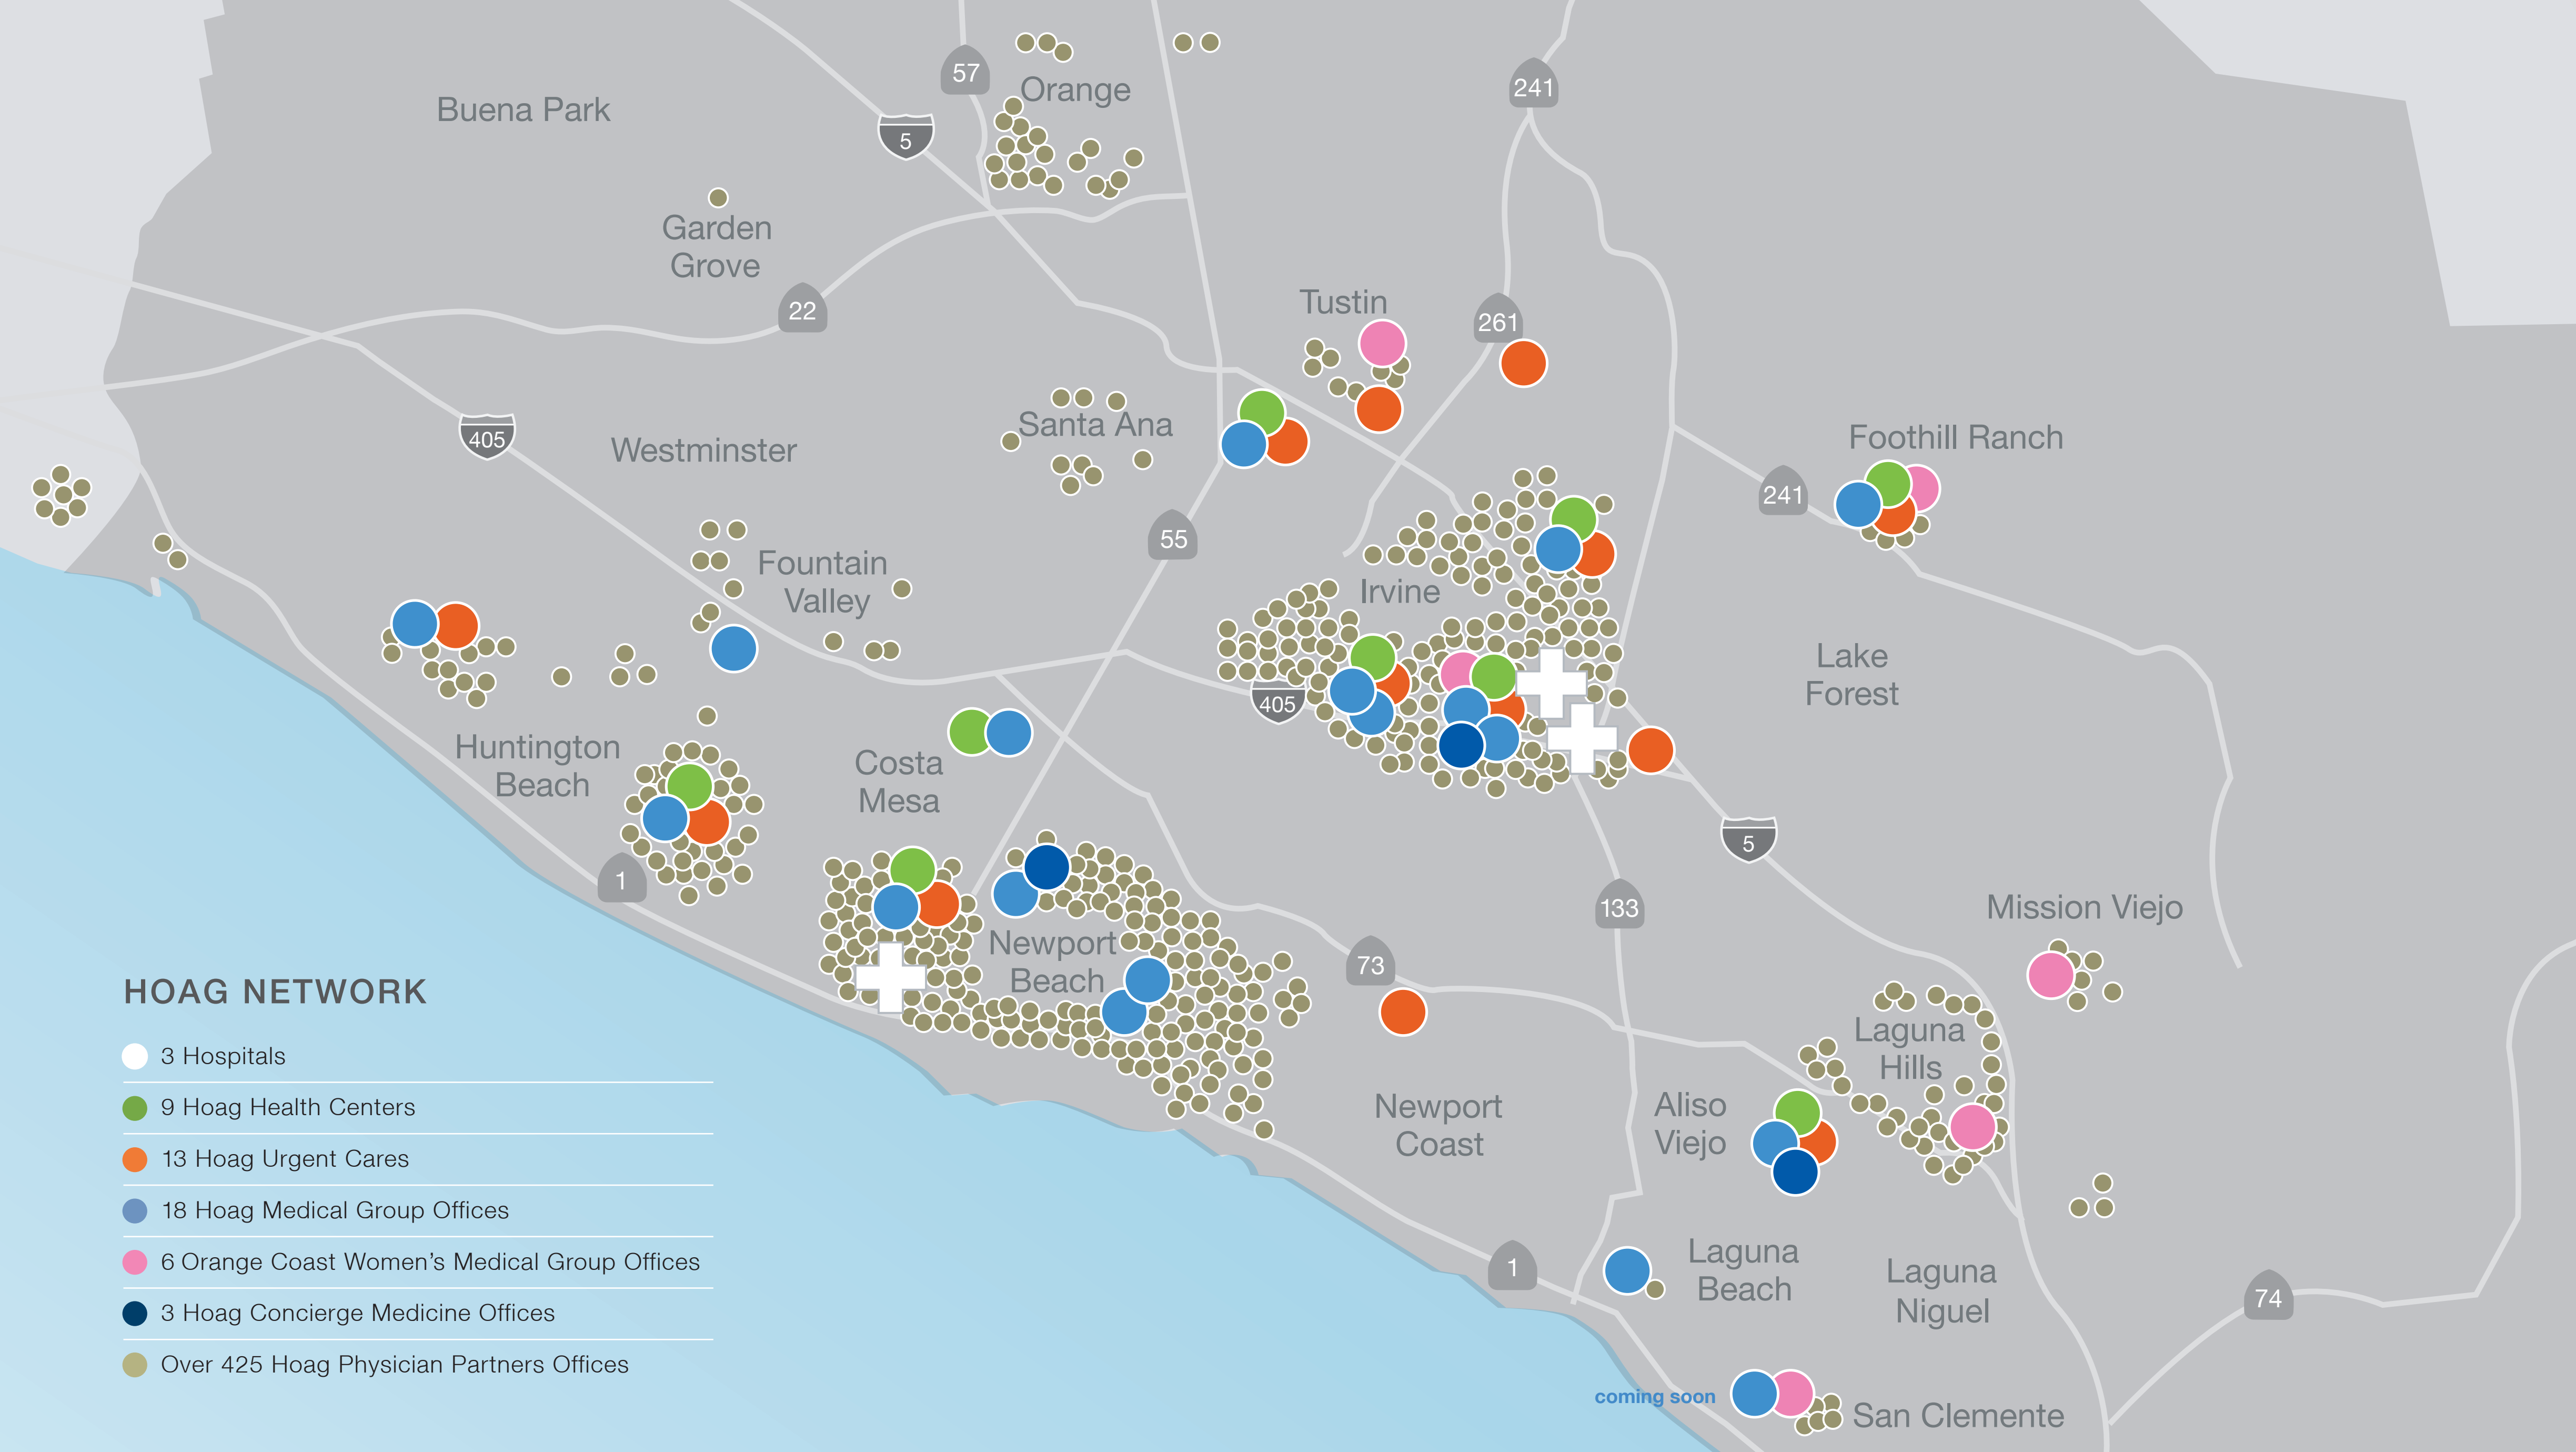 57
Orange
241
Buena Park
5
Garden
Grove
22
Tustin
261
405
Westminster
Santa Ana
Foothill Ranch
241
55
Fountain
Valley
Irvine
Lake
Forest
405
Huntington
Beach
Costa
Mesa
5
1
133
Mission Viejo
Newport
Beach
73
Laguna
Hills
Newport
Coast
Aliso
Viejo
1
Laguna
Beach
Laguna
Niguel
74
coming soon
San Clemente
HOAG NETWORK
3 Hospitals
9 Hoag Health Centers
13 Hoag Urgent Cares
18 Hoag Medical Group Offices
6 Orange Coast Women’s Medical Group Offices
3 Hoag Concierge Medicine Offices
Over 425 Hoag Physician Partners Offices